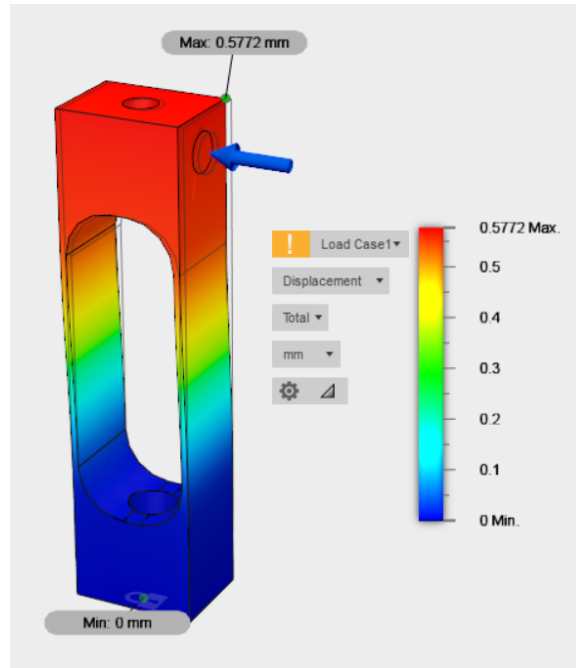 Max: 0.5772 mm
! Load Case1
Displacement
Total
mm
0.5772 Max.
0.5
0.4
0.3
0.2
0.1
0 Min.
Min: 0 mm